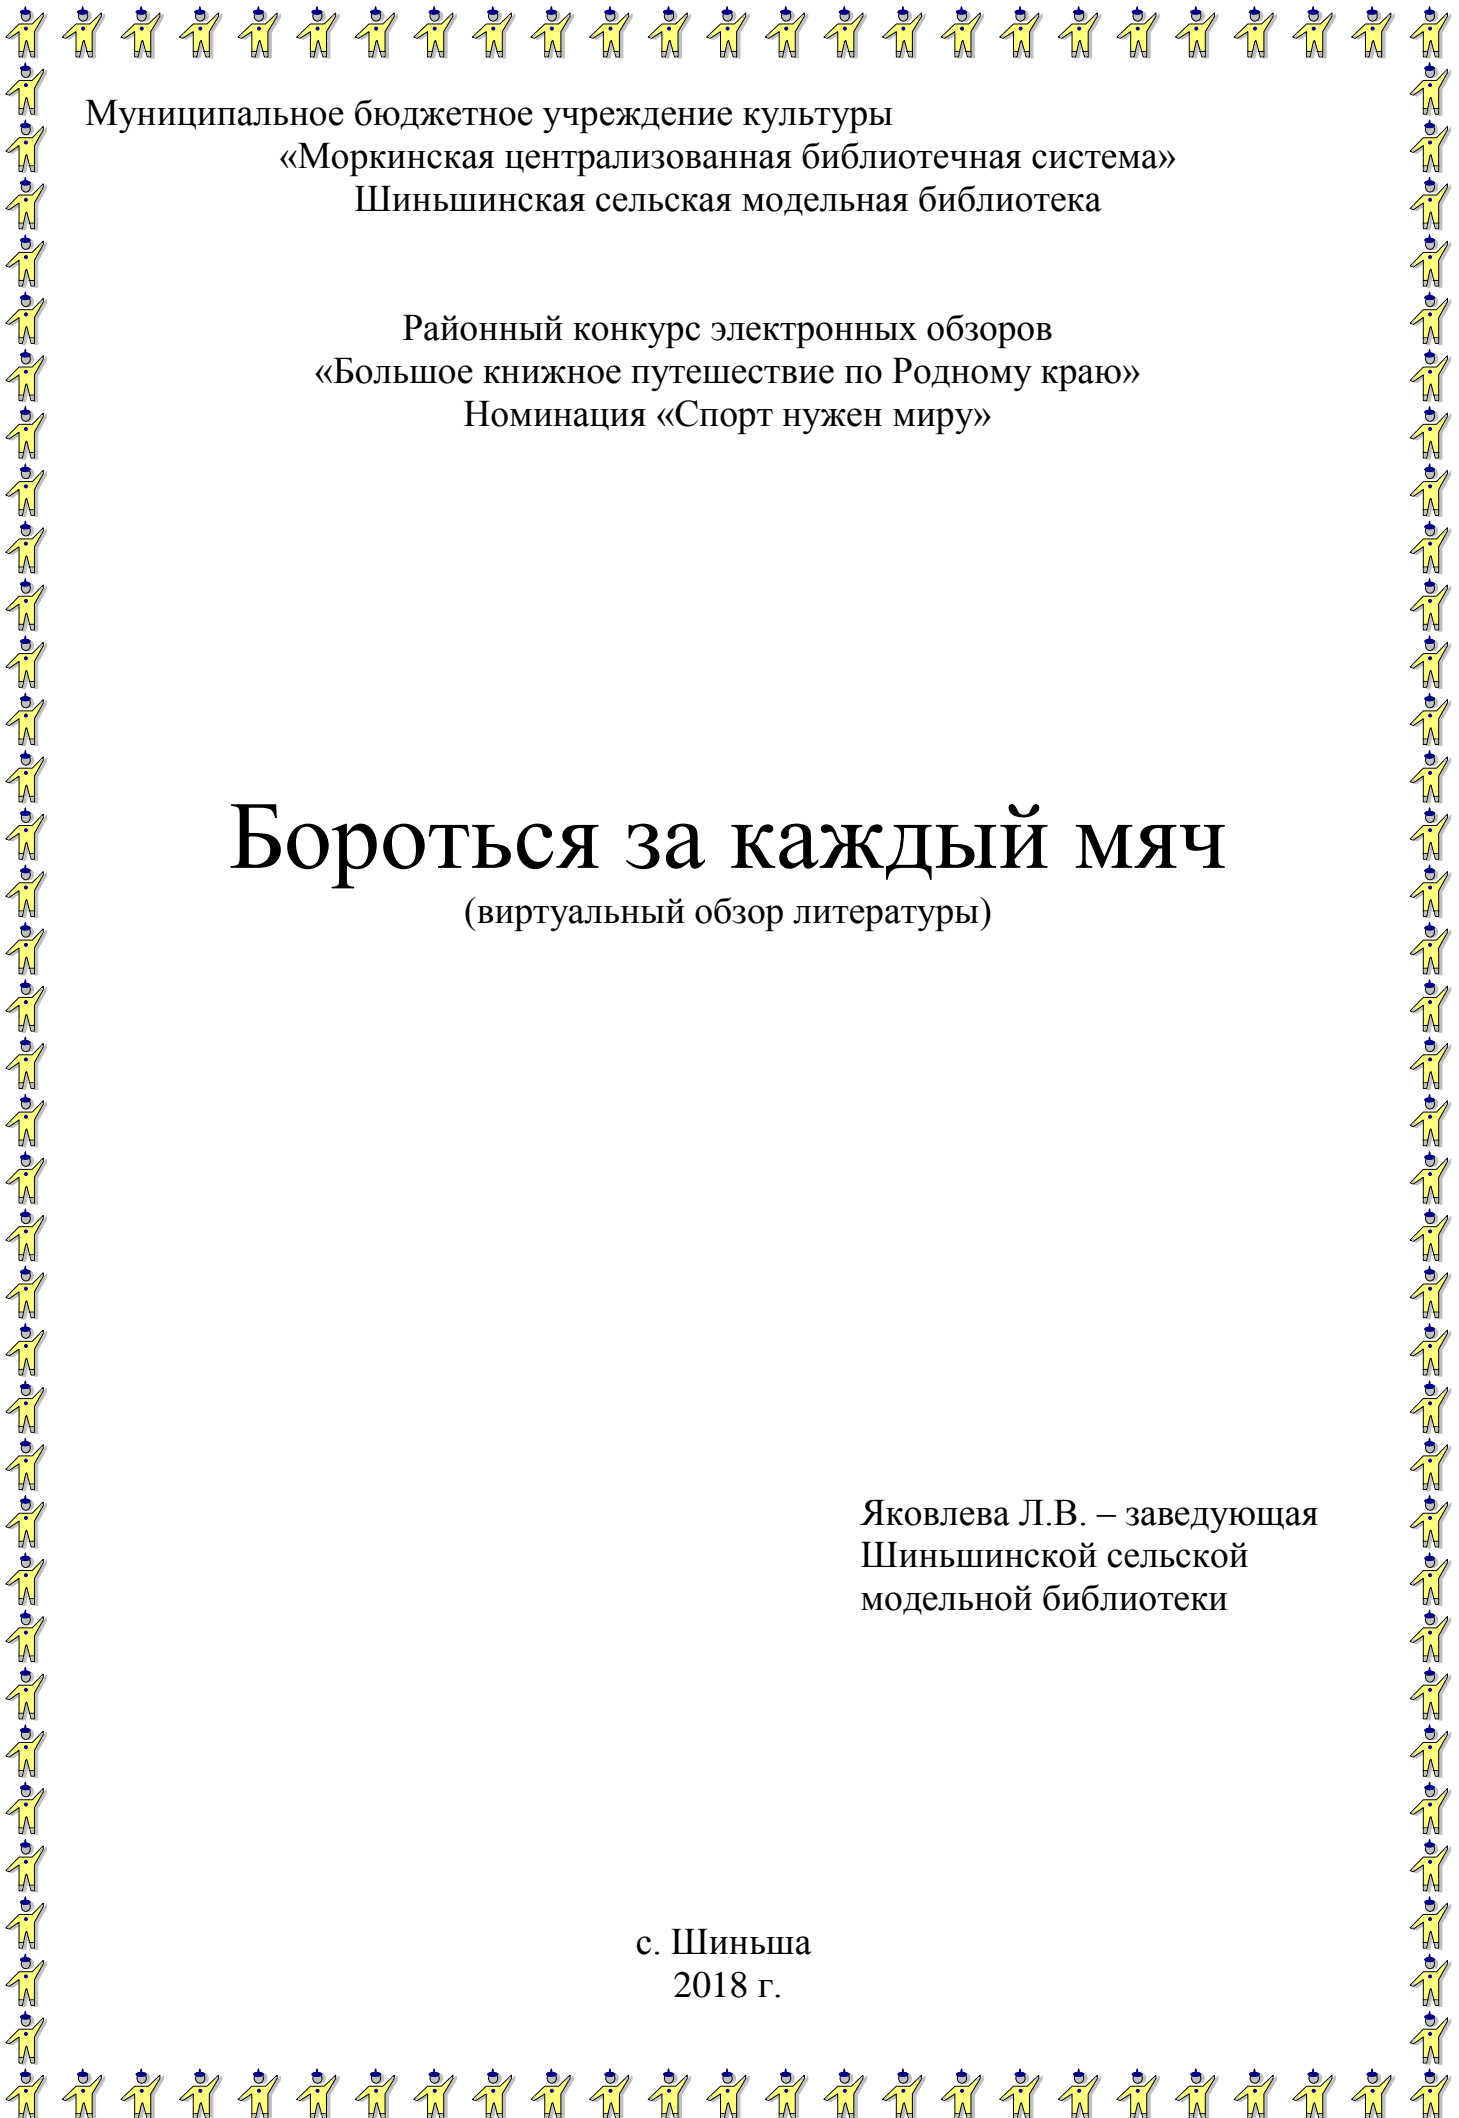 Муниципальное бюджетное учреждение культуры
«Моркинская централизованная библиотечная система»
Шиньшинская сельская модельная библиотека
Районный конкурс электронных обзоров
«Большое книжное путешествие по Родному краю»
Номинация «Спорт нужен миру»
Бороться за каждый мяч
(виртуальный обзор литературы)
Яковлева Л.В. – заведующая
Шиньшинской сельской
модельной библиотеки
с. Шиньша
2018 г.